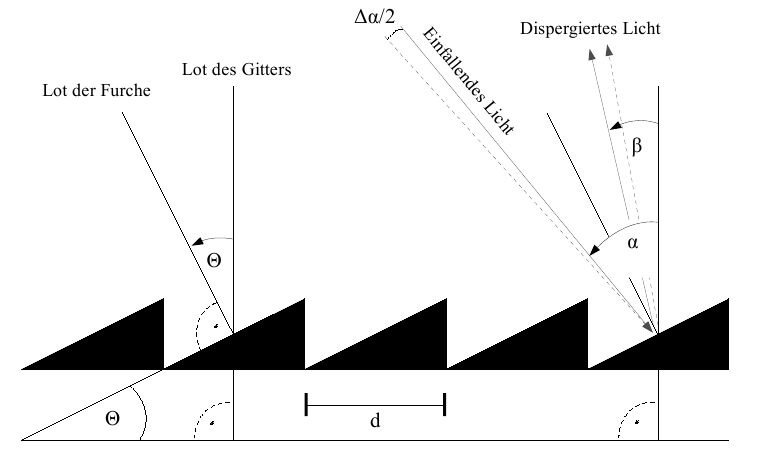 Δα/2
Dispergiertes Licht
Einfallendes Licht
Lot des Gitters
Lot der Furche
β
α
Θ
Θ
d